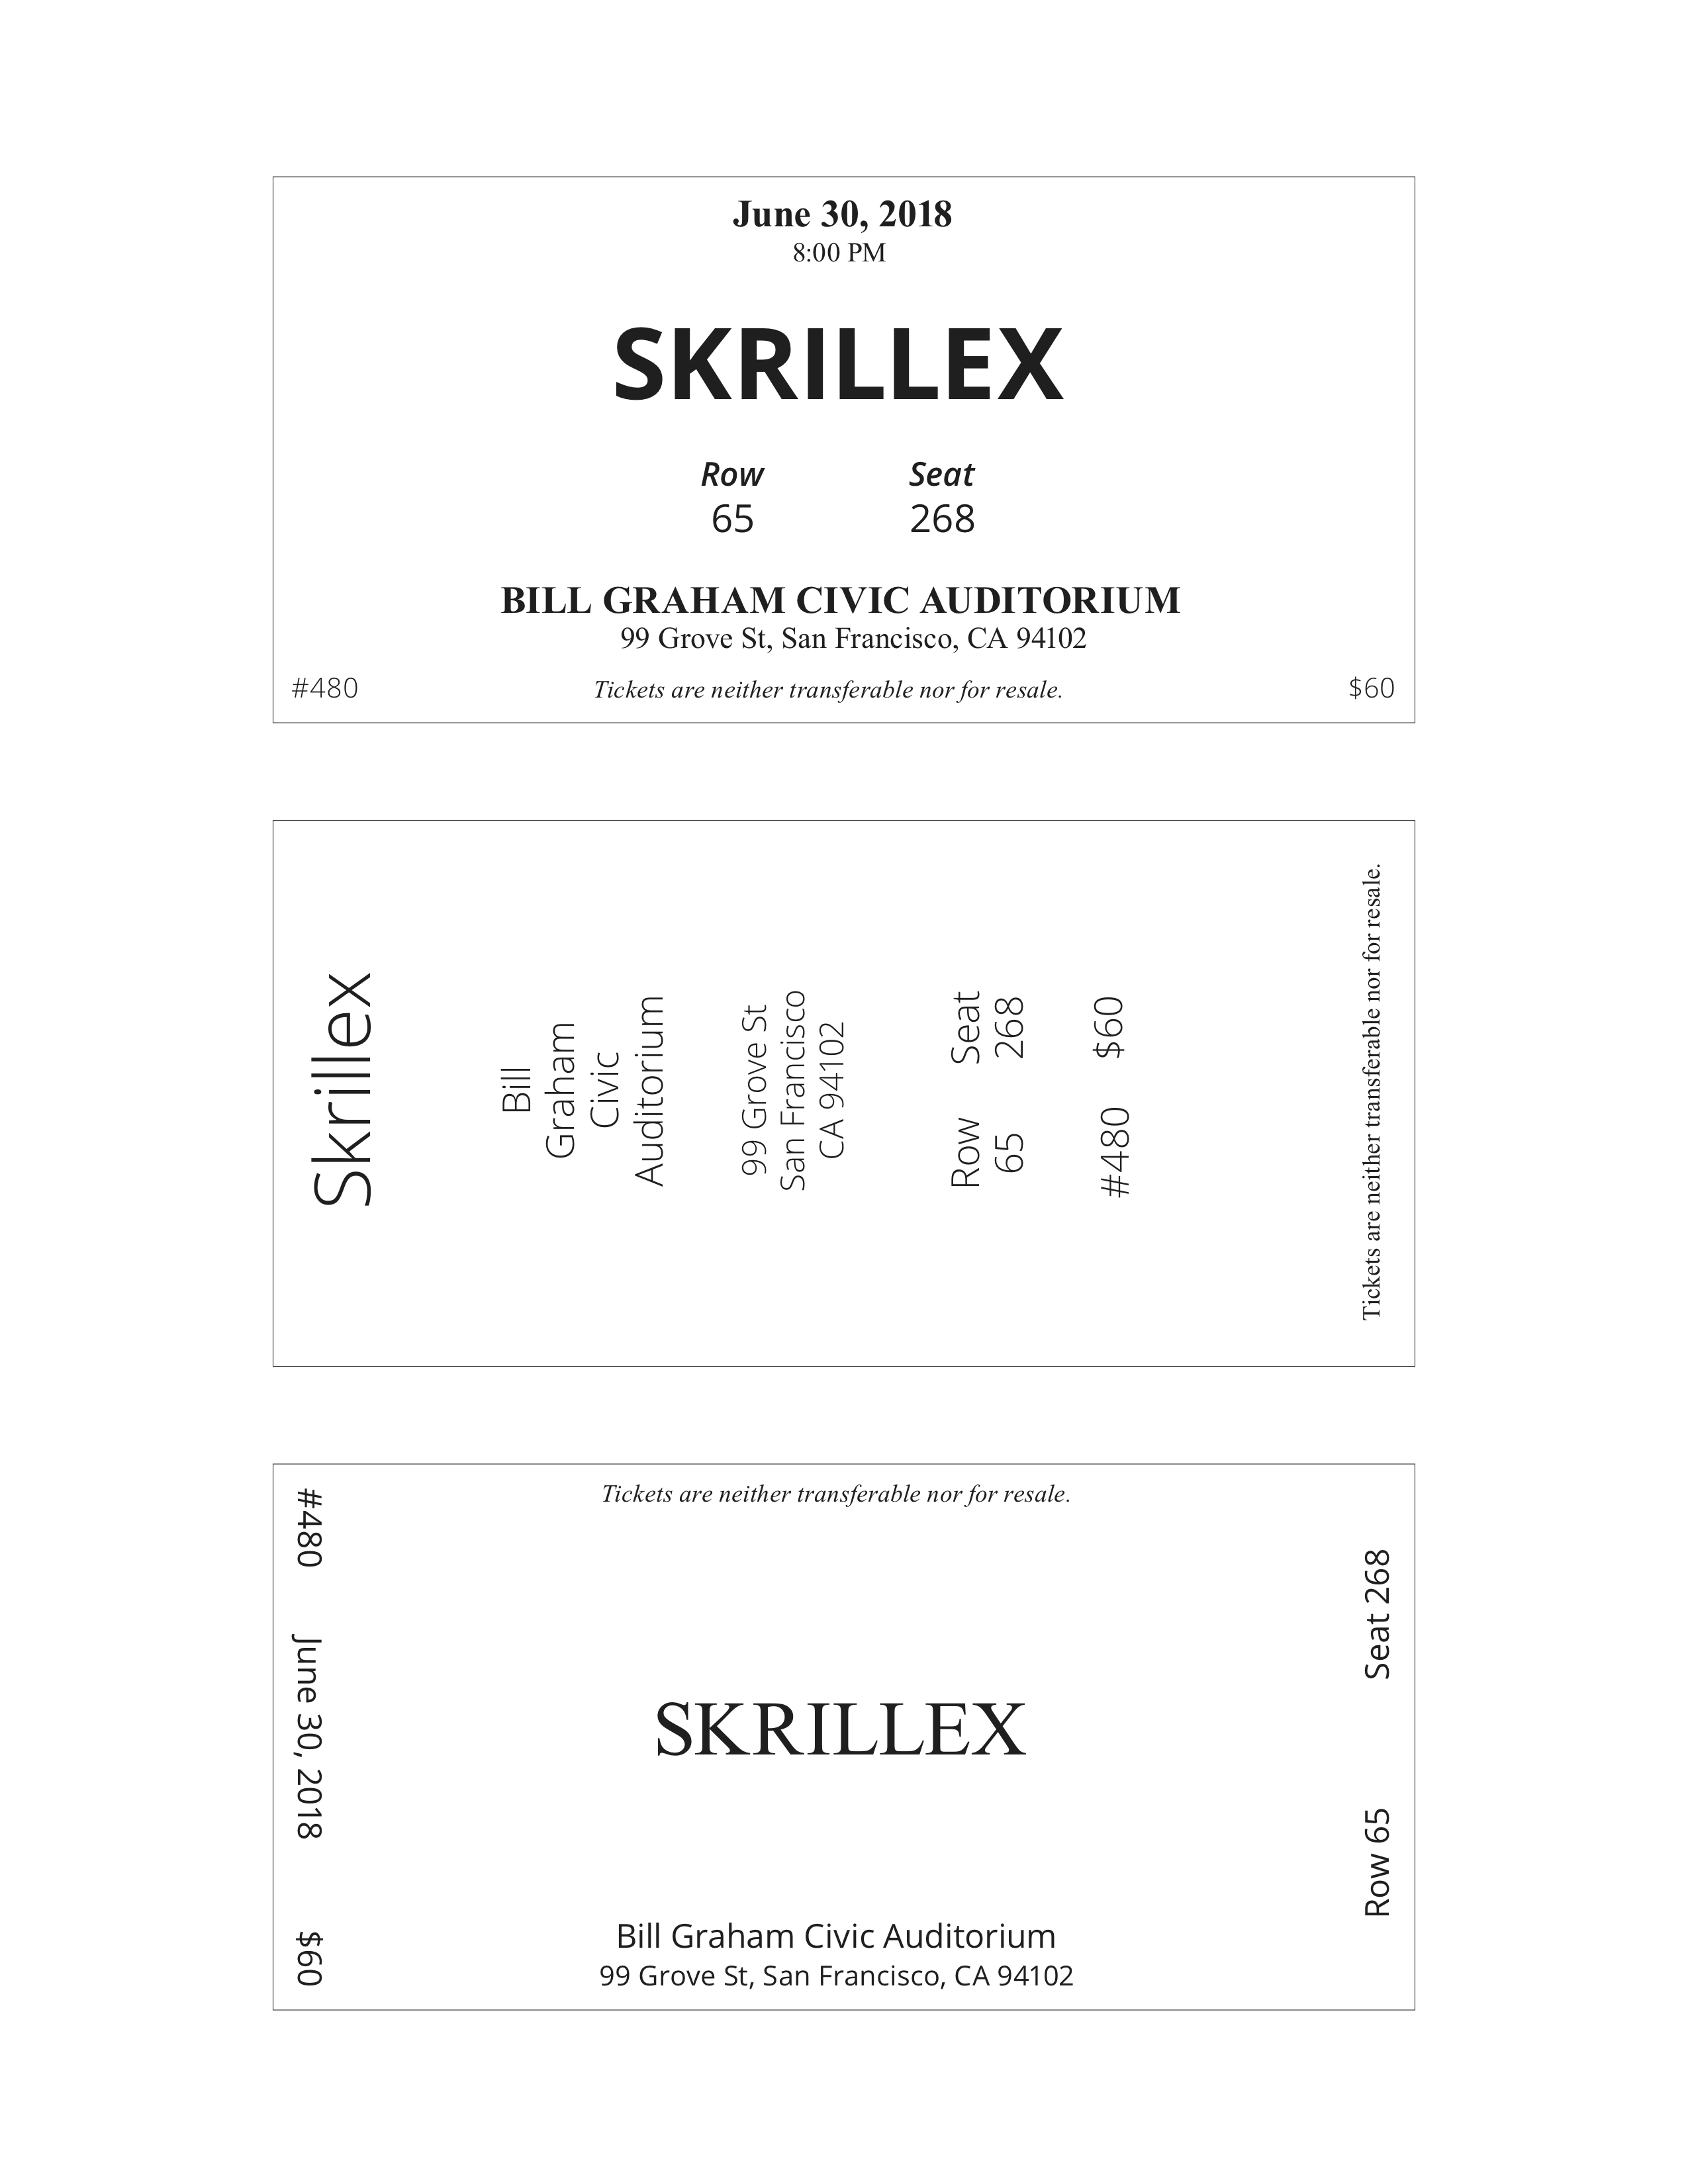 June 30, 2018
8:00 PM
SKRILLEX
Row Seat
65 268
BILL GRAHAM CIVIC AUDITORIUM
99 Grove St, San Francisco, CA 94102
#480 Tickets are neither transferable nor for resale. $60
Skrillex
Bill
Graham
Civic
Auditorium
99 Grove St
San Francisco
CA 94102
Row Seat
65 268
#480 $60
Tickets are neither transferable nor for resale.
Tickets are neither transferable nor for resale.
#480 June 30, 2018 $60
SKRILLEX
Row 65 Seat 268
Bill Graham Civic Auditorium
99 Grove St, San Francisco, CA 94102